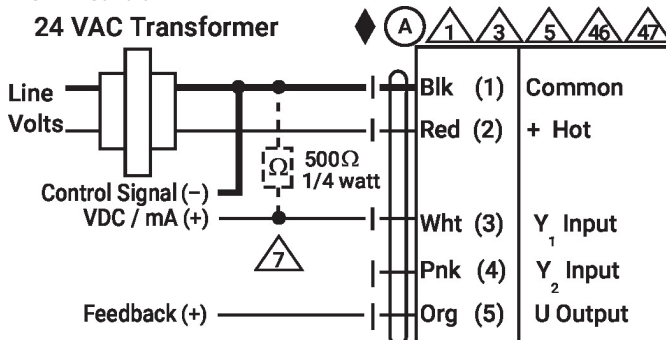 24 VAC Transformer
A 1 3 5 46 47
Line
Volts
Blk (1) Common
Red (2) + Hot
Ω 500Ω
1/4 watt
Control Signal (−)
VDC / mA (+)
Wht (3) Y1 Input
7
Pnk (4) Y2 Input
Feedback (+)
Org (5) U Output